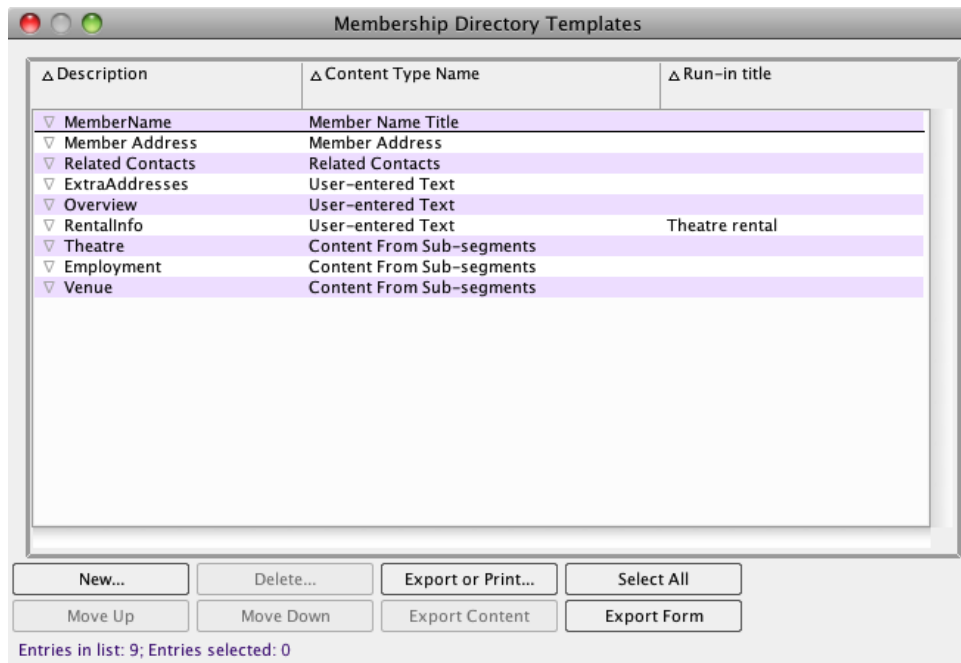 Membership Directory Templates
Description Content Type Name Run-in title
MemberName Member Name Title
Member Address Member Address
Related Contacts Related Contacts
ExtraAddresses User-entered Text
Overview User-entered Text
RentalInfo User-entered Text Theatre rental
Theatre Content From Sub-segments
Employment Content From Sub-segments
Venue Content From Sub-segments
New... Delete... Export or Print... Select All
Move Up Move Down Export Content Export Form
Entries in list: 9; Entries selected: 0